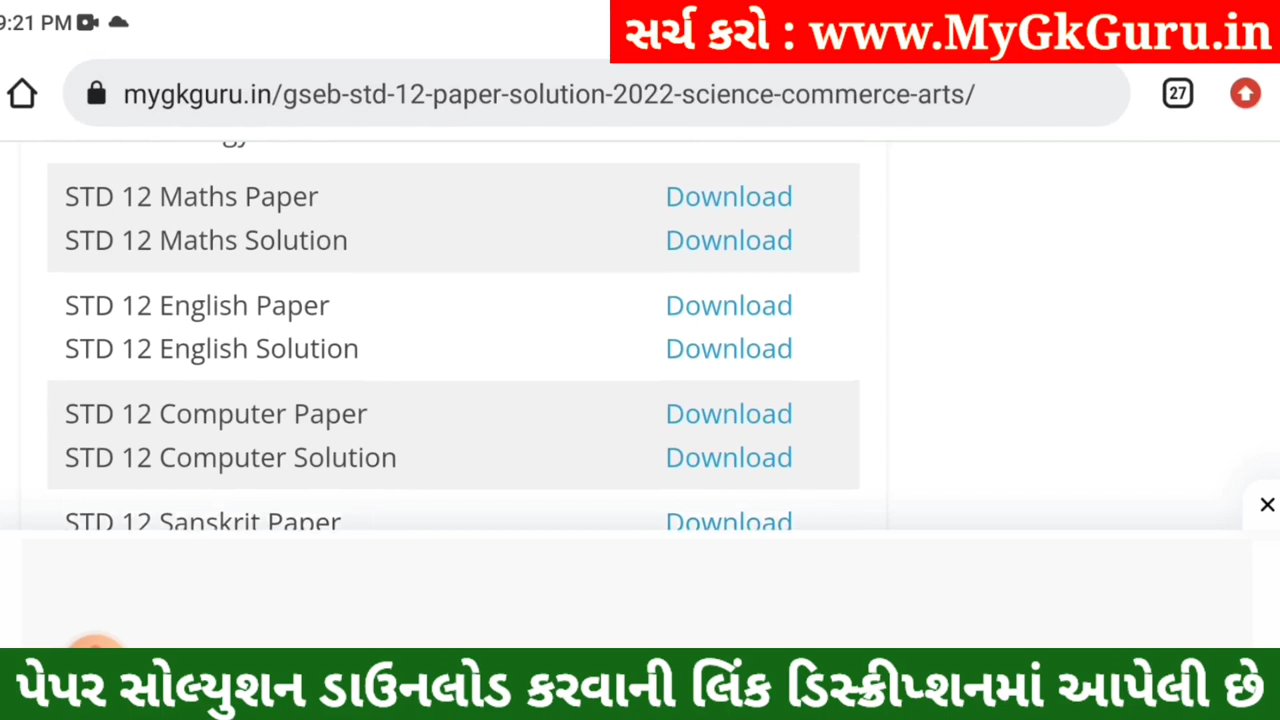 9:21 PM
સર્ચ કરો : www.MyGkGuru.in
mygkguru.in/gseb-std-12-paper-solution-2022-science-commerce-arts/
27
STD 12 Maths Paper Download
STD 12 Maths Solution Download
STD 12 English Paper Download
STD 12 English Solution Download
STD 12 Computer Paper Download
STD 12 Computer Solution Download
STD 12 Sanskrit Paper Download
પેપર સોલ્યુશન ડાઉનલોડ કરવાની લિંક ડિસ્ક્રીપ્શનમાં આપેલી છે